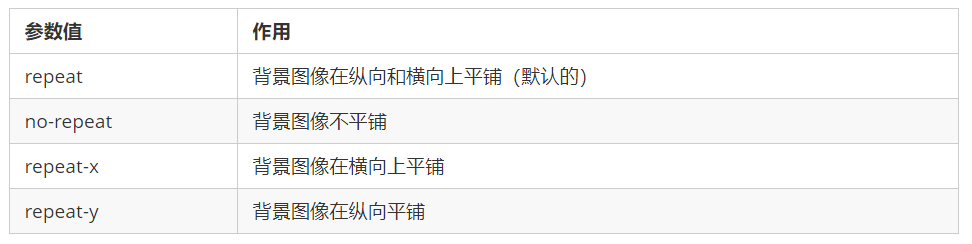 参数值 作用
repeat 背景图像在纵向和横向上平铺（默认的）
no-repeat 背景图像不平铺
repeat-x 背景图像在横向上平铺
repeat-y 背景图像在纵向平铺